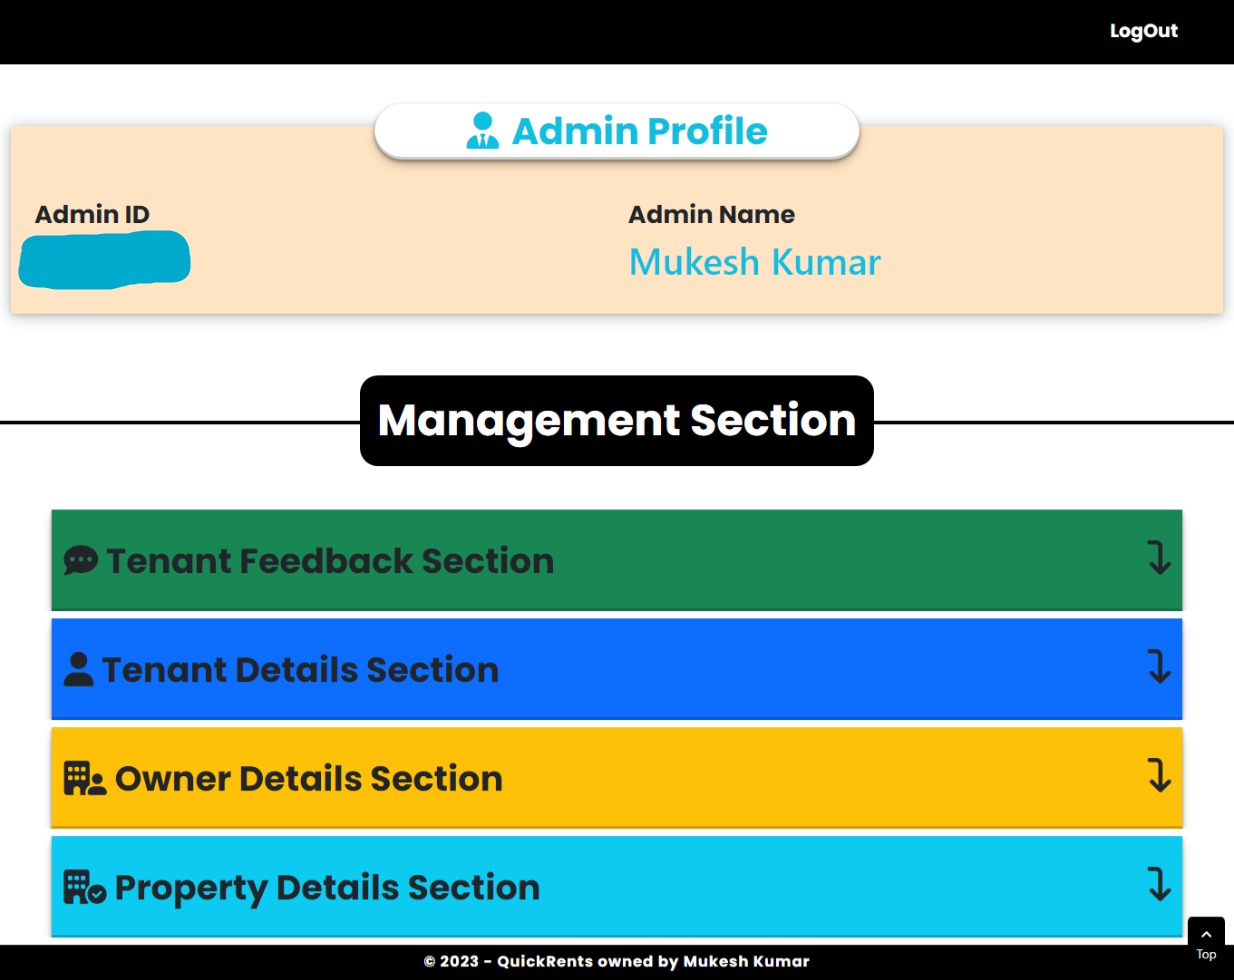 LogOut
Admin Profile
Admin ID
Admin Name
Mukesh Kumar
Management Section
Tenant Feedback Section
Tenant Details Section
Owner Details Section
Property Details Section
Top
© 2023 - QuickRents owned by Mukesh Kumar